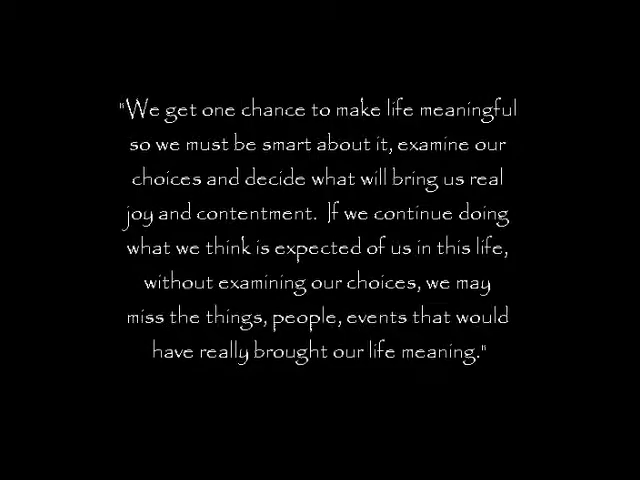 "We get one chance to make life meaningful
so we must be smart about it, examine our
choices and decide what will bring us real
joy and contentment.  If we continue doing
what we think is expected of us in this life,
without examining our choices, we may
miss the things, people, events that would
have really brought our life meaning."